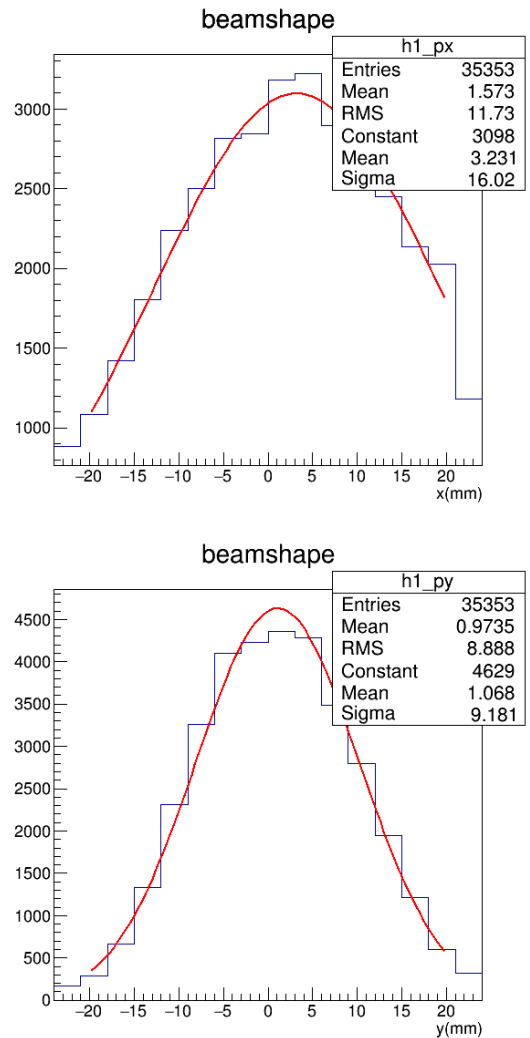 beamshape
h1_px
Entries 35353
Mean 1.573
RMS 11.73
Constant 3098
Mean 3.231
Sigma 16.02
3000
2500
2000
1500
1000
−20 −15 −10 −5 0 5 10 15 20
x(mm)
beamshape
h1_py
Entries 35353
Mean 0.9735
RMS 8.888
Constant 4629
Mean 1.068
Sigma 9.181
4500
4000
3500
3000
2500
2000
1500
1000
500
0
−20 −15 −10 −5 0 5 10 15 20
y(mm)